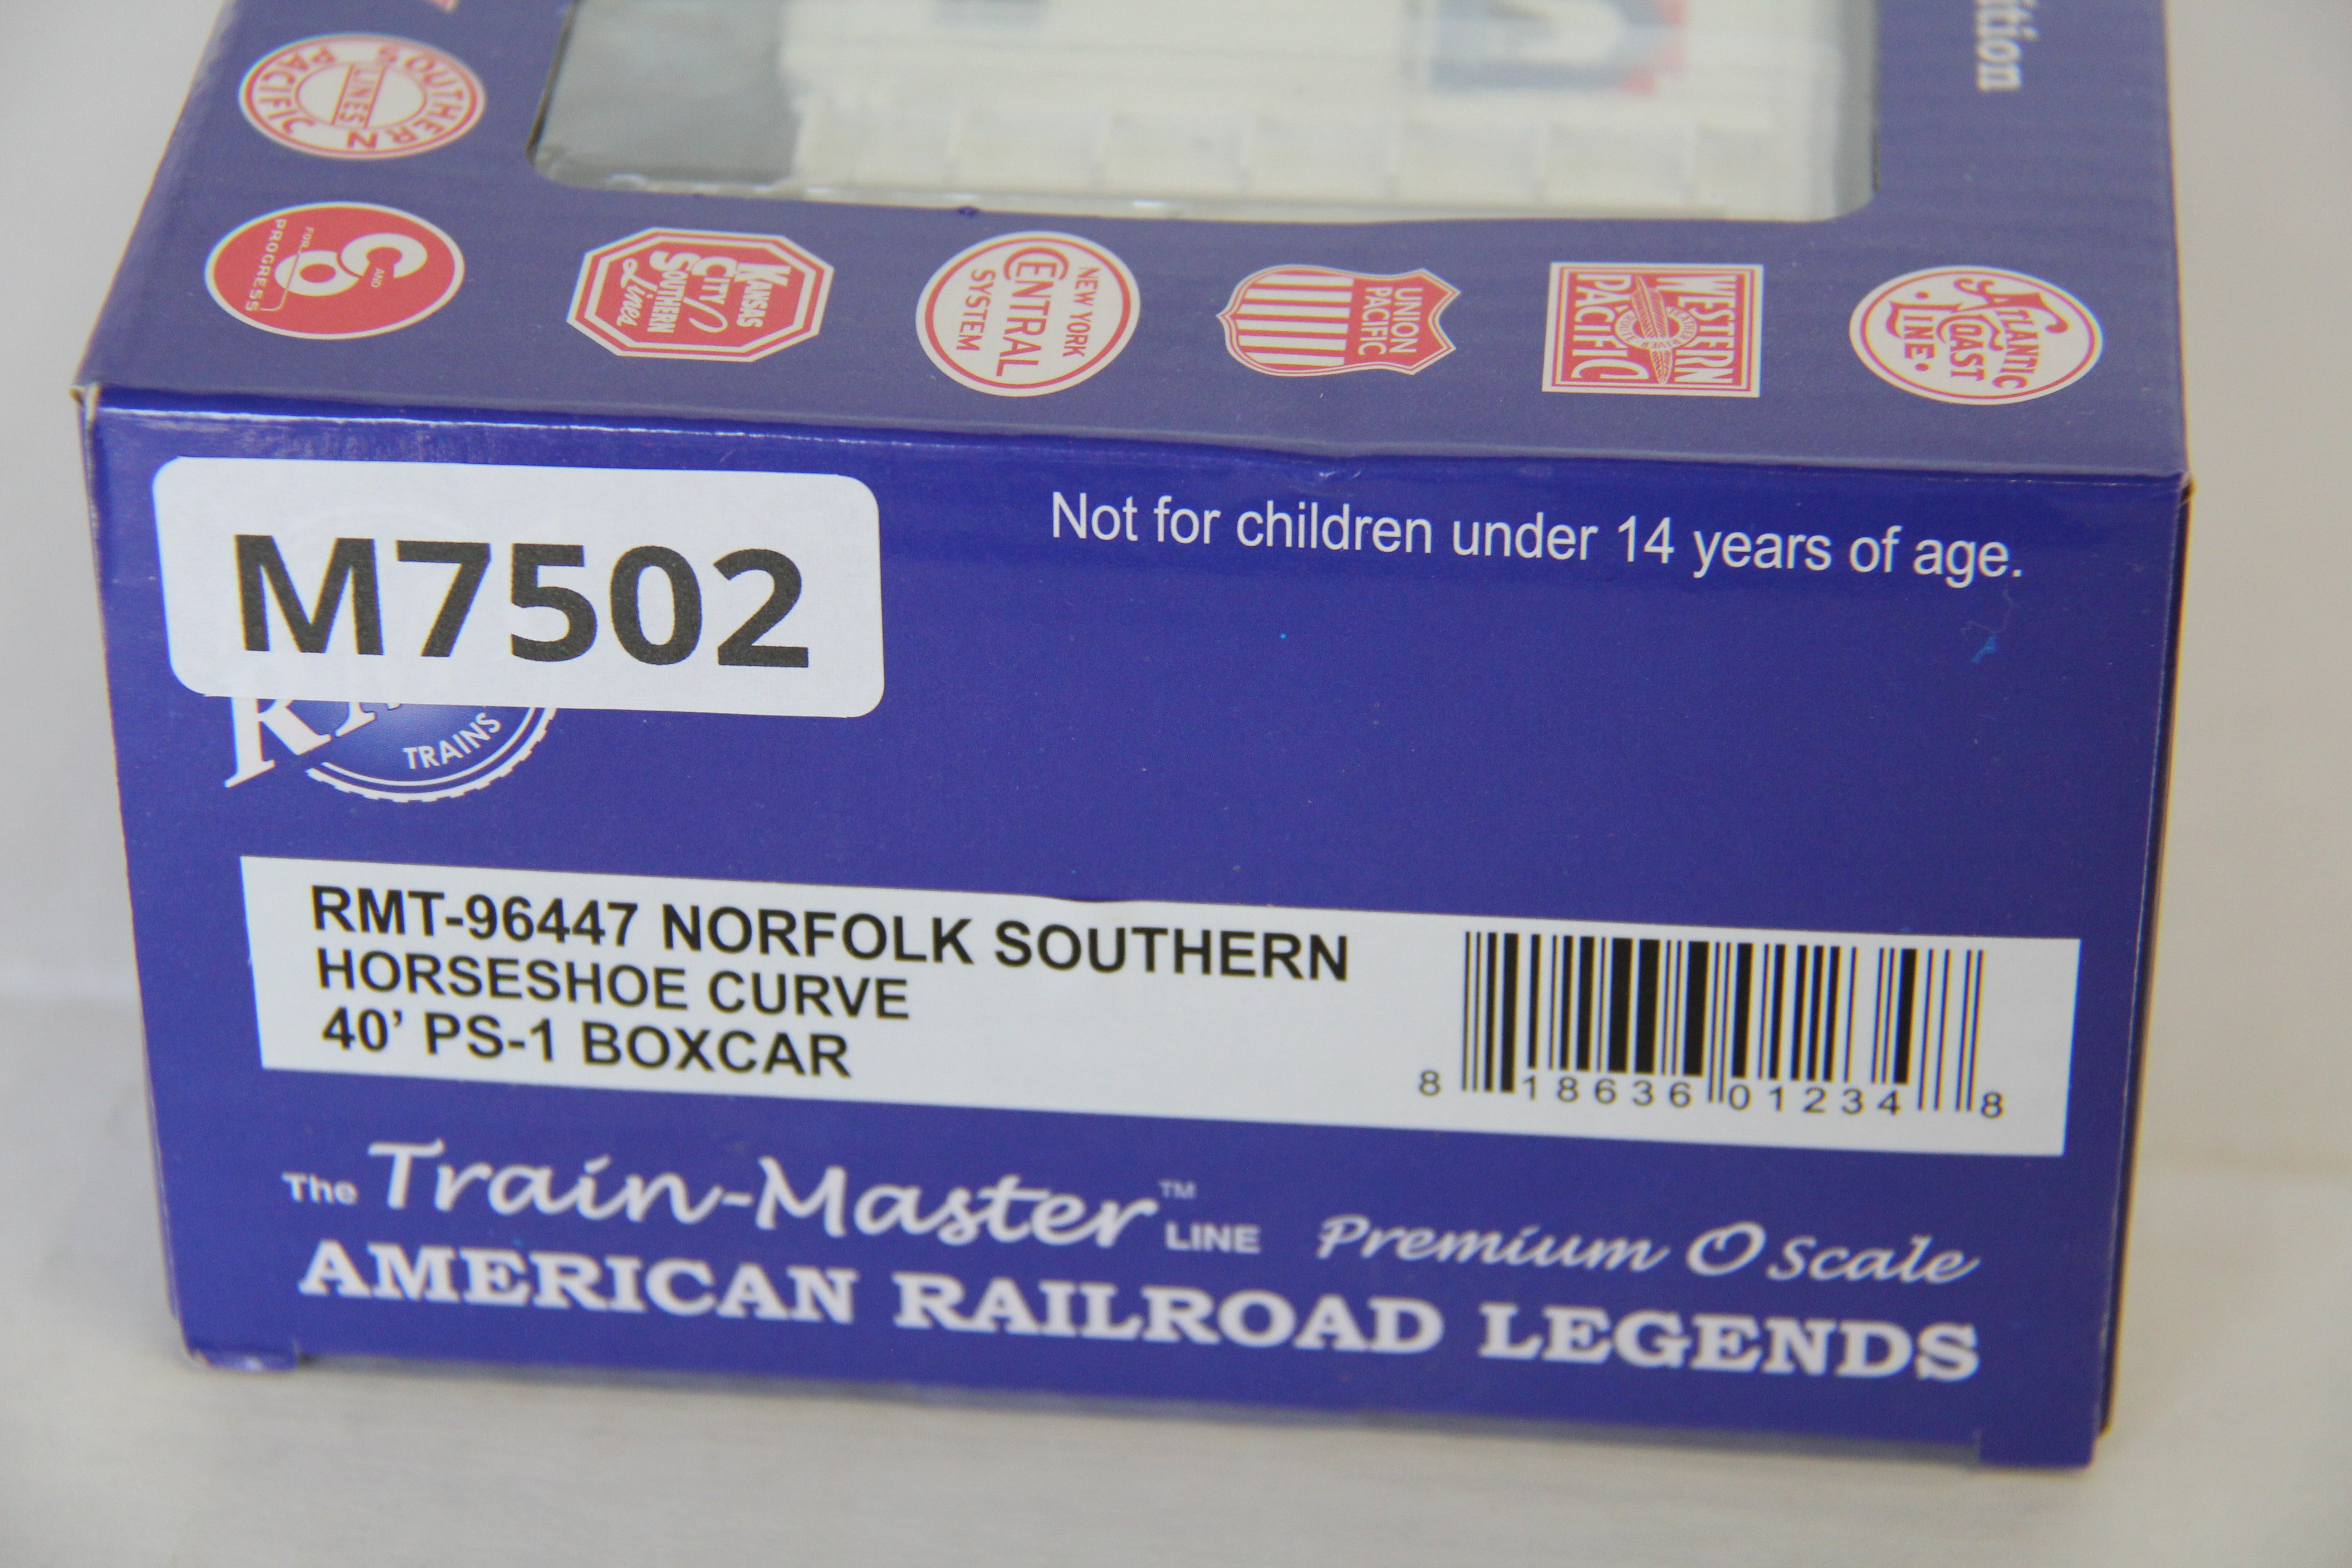 ition
SOUTHERN
PACIFIC
LINES
C AND O
FOR
PROGRESS
KANSAS
CITY
SOUTHERN
Lines
NEW YORK
CENTRAL
SYSTEM
UNION
PACIFIC
WESTERN
PACIFIC
ATLANTIC
COAST
LINE
M7502
Not for children under 14 years of age.
TRAINS
RMT-96447 NORFOLK SOUTHERN
HORSESHOE CURVE
40’ PS-1 BOXCAR
8 18636 01234 8
The Train-Master™ LINE Premium O Scale
AMERICAN RAILROAD LEGENDS